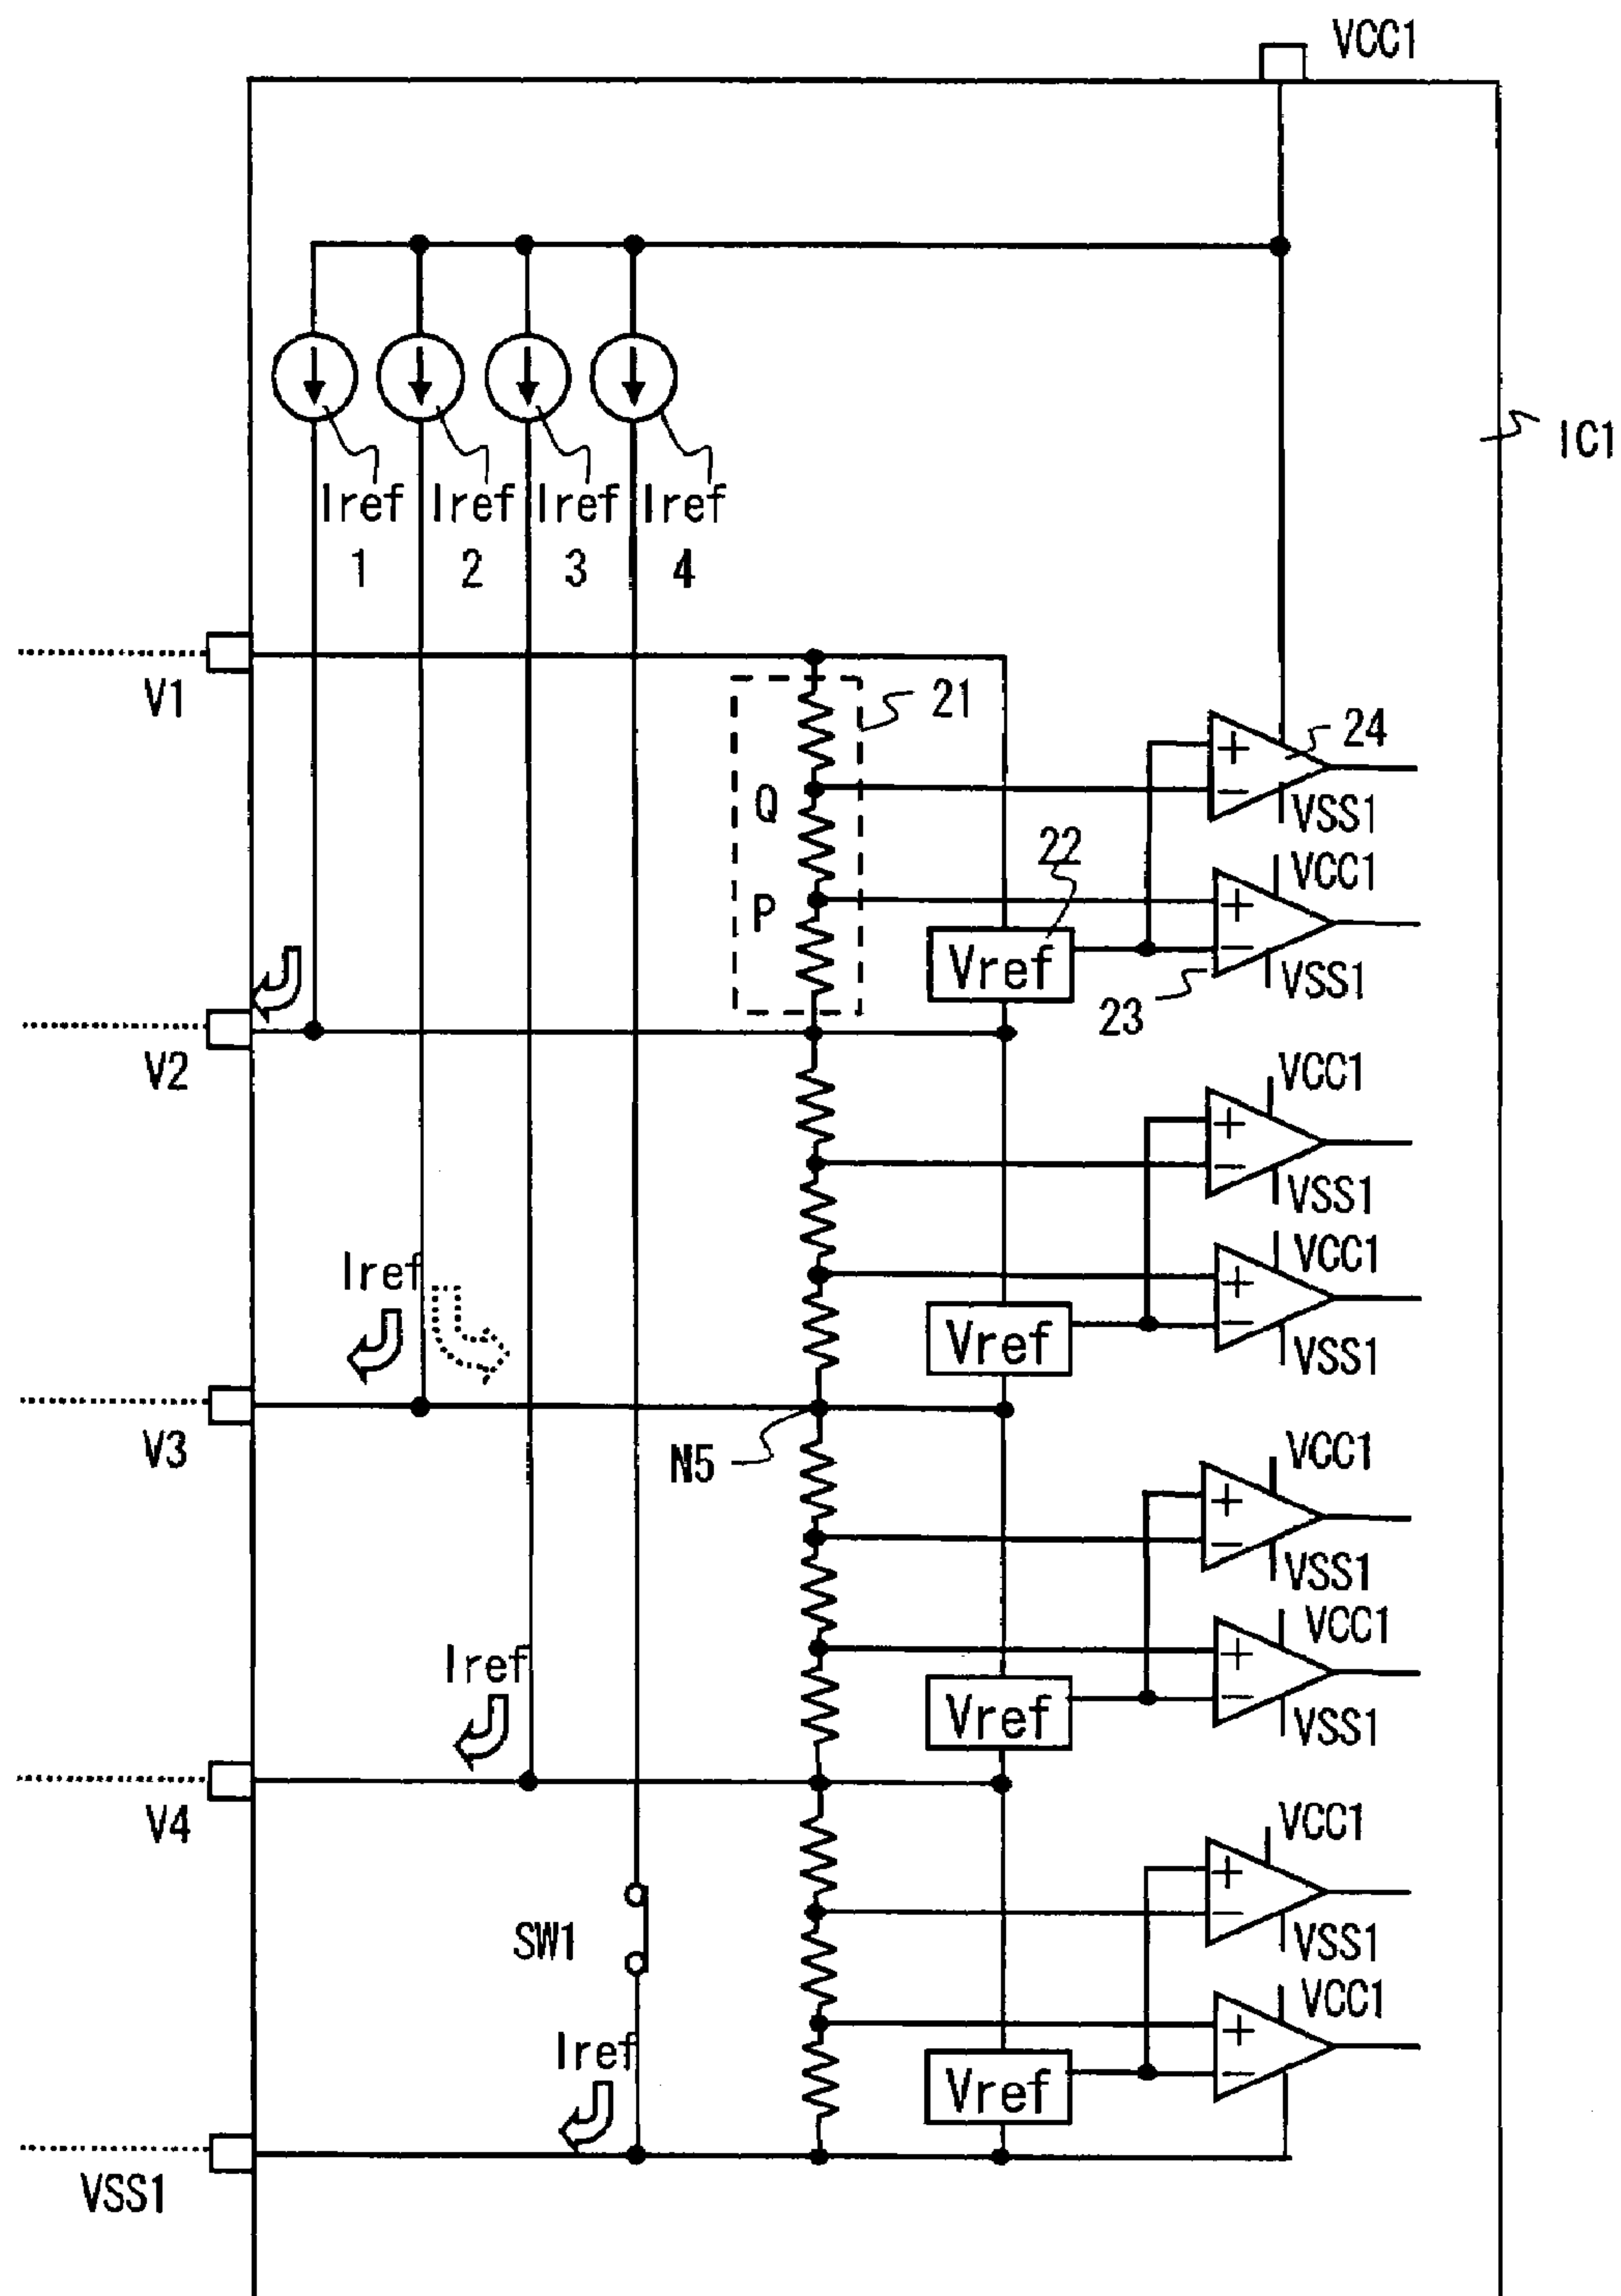 VCC1
IC1
Iref Iref Iref Iref
1 2 3 4
V1
21
24
+
−
VSS1
Q
22
VCC1
P
+
Vref
−
VSS1
23
V2
VCC1
+
−
VSS1
VCC1
Iref
+
Vref
−
VSS1
V3
N5
VCC1
+
−
VSS1
VCC1
Iref
+
Vref
−
VSS1
V4
VCC1
+
−
SW1
VSS1
VCC1
Iref
+
Vref
−
VSS1